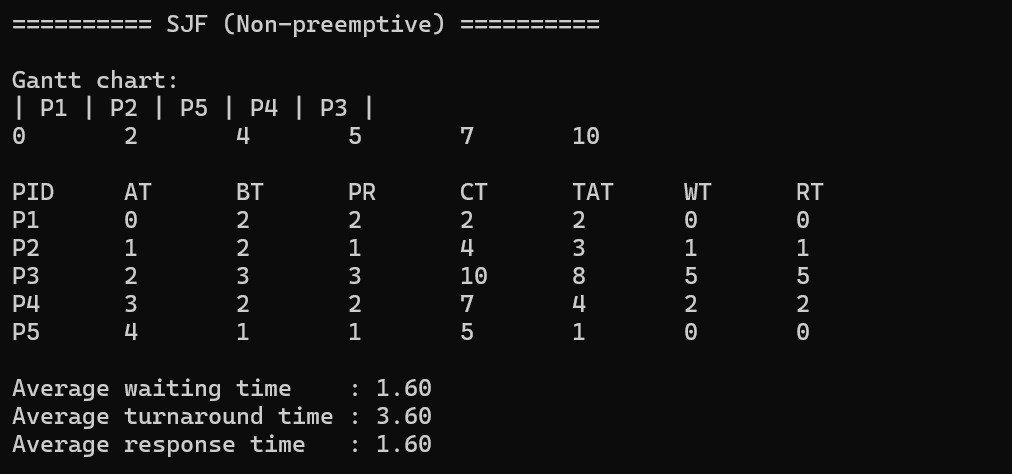 ========== SJF (Non-preemptive) ==========
Gantt chart:
| P1 | P2 | P5 | P4 | P3 |
0 2 4 5 7 10
PID AT BT PR CT TAT WT RT
P1 0 2 2 2 2 0 0
P2 1 2 1 4 3 1 1
P3 2 3 3 10 8 5 5
P4 3 2 2 7 4 2 2
P5 4 1 1 5 1 0 0
Average waiting time : 1.60
Average turnaround time : 3.60
Average response time : 1.60